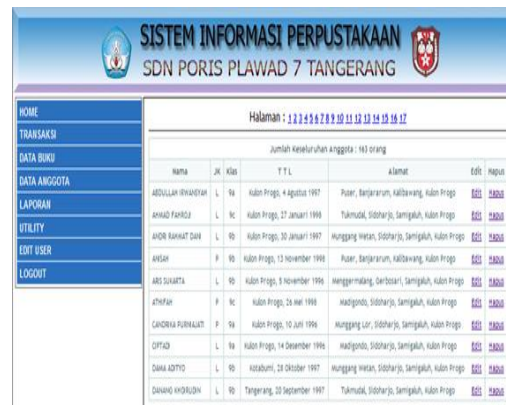 SISTEM INFORMASI PERPUSTAKAAN
SDN PORIS PLAWAD 7 TANGERANG
HOME
TRANSAKSI
DATA BUKU
DATA ANGGOTA
LAPORAN
UTILITY
EDIT USER
LOGOUT
Halaman : 1 2 3 4 5 6 7 8 9 10 11 12 13 14 15 16 17
Jumlah Keseluruhan Anggota : 163 orang
Nama JK Klas T T L Alamat Edit Hapus
ABDULLAH IRWANSYAH L 9a Kulon Progo, 4 Agustus 1997 Puser, Banjararum, Kalibawang, Kulon Progo Edit Hapus
AHMAD FAHROJI L 9c Kulon Progo, 27 Januari 1998 Tukmudal, Sidoharjo, Samigaluh, Kulon Progo Edit Hapus
ANDRI RAHMAT DANI L 9b Kulon Progo, 30 Januari 1997 Munggang Wetan, Sidoharjo, Samigaluh, Kulon Progo Edit Hapus
ANISAH P 9b Kulon Progo, 13 November 1998 Puser, Banjararum, Kalibawang, Kulon Progo Edit Hapus
ARIS SUKARTA L 9b Kulon Progo, 5 November 1996 Menggermalang, Gerbosari, Samigaluh, Kulon Progo Edit Hapus
ATHIFAH P 9c Kulon Progo, 26 Mei 1998 Madigondo, Sidoharjo, Samigaluh, Kulon Progo Edit Hapus
CANDRIKA PURNAJATI P 9a Kulon Progo, 10 Juni 1996 Munggang Lor, Sidoharjo, Samigaluh, Kulon Progo Edit Hapus
CIPTADI L 9a Kulon Progo, 14 Desember 1996 Madigondo, Sidoharjo, Samigaluh, Kulon Progo Edit Hapus
DAMA ADITYO L 9b Kotabumi, 28 Oktober 1997 Munggang Wetan, Sidoharjo, Samigaluh, Kulon Progo Edit Hapus
DANANG KHOIRUDIN L 9b Tangerang, 20 September 1997 Tukmudal, Sidoharjo, Samigaluh, Kulon Progo Edit Hapus